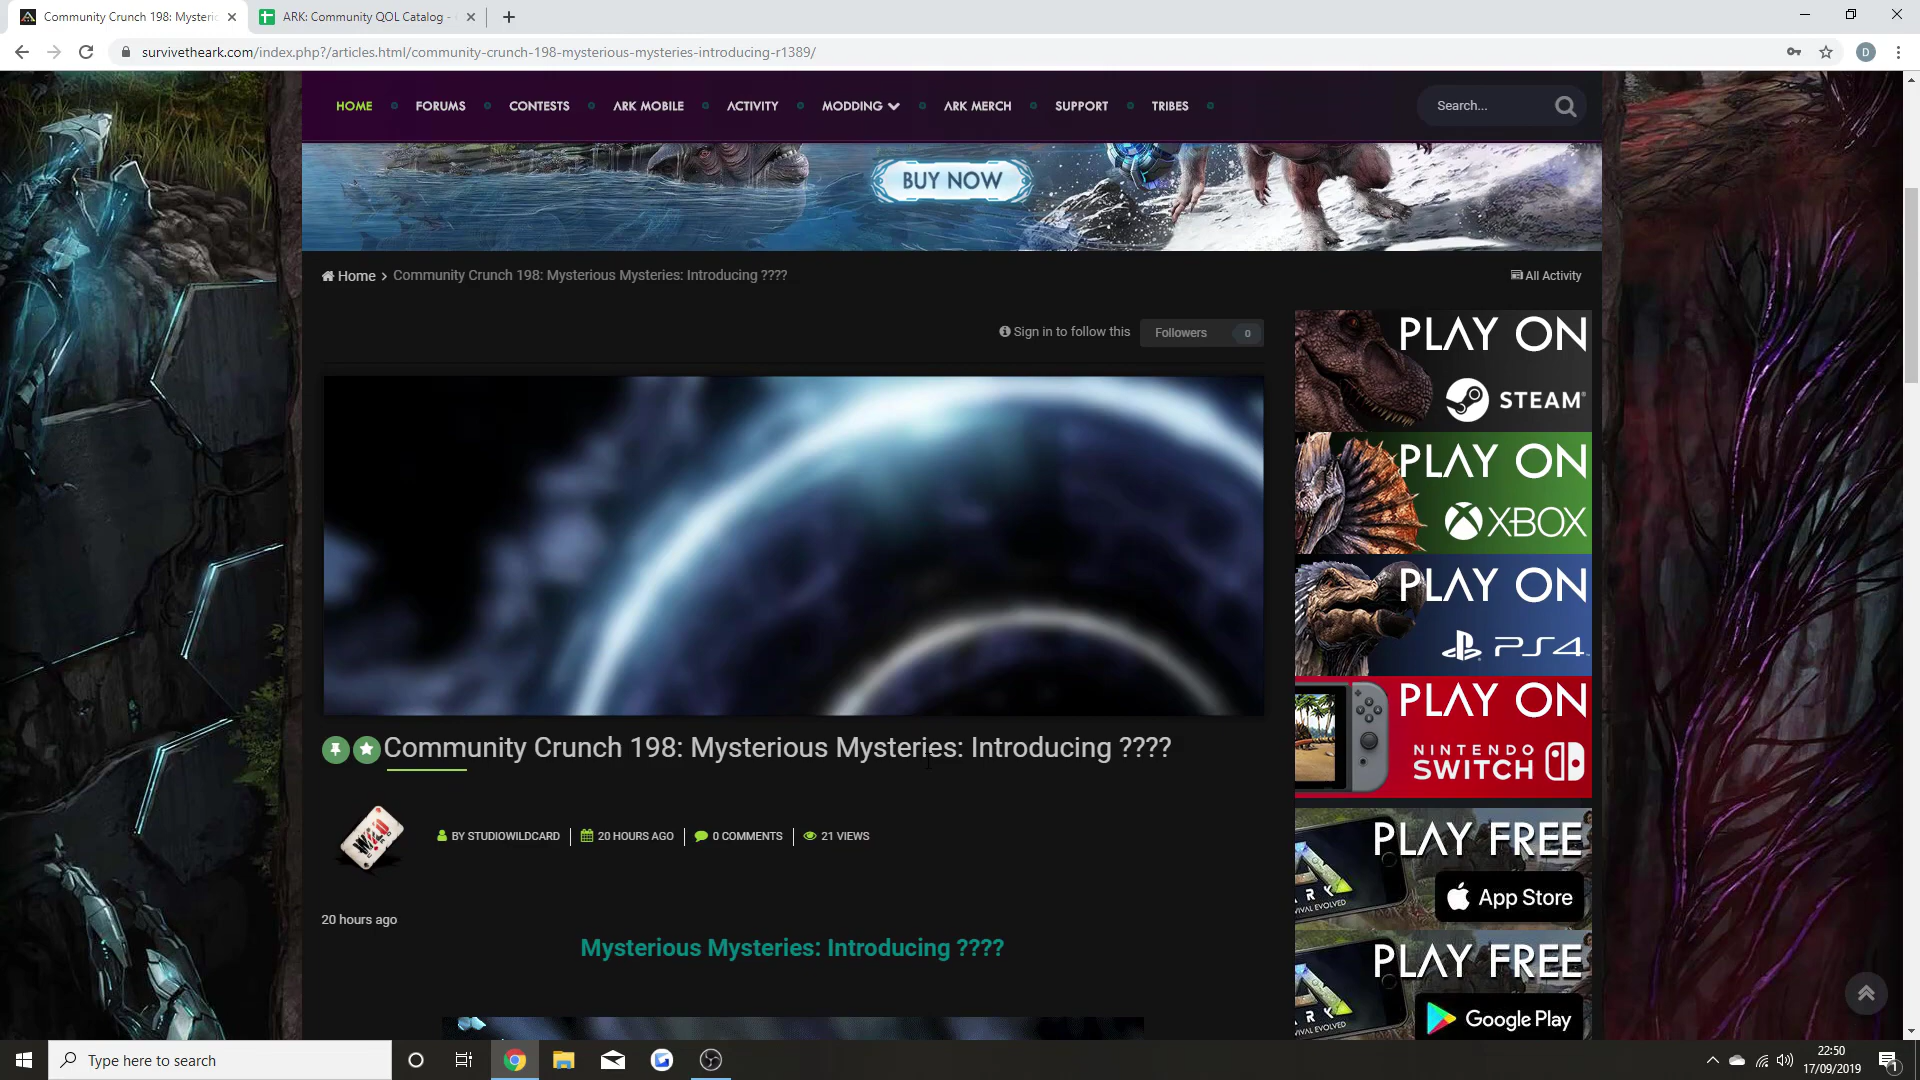 Community Crunch 198: Mysteri
ARK: Community QOL Catalog -
survivetheark.com/index.php?/articles.html/community-crunch-198-mysterious-mysteries-introducing-r1389/
D
HOME FORUMS CONTESTS ARK MOBILE ACTIVITY MODDING ARK MERCH SUPPORT TRIBES
Search...
BUY NOW
Home Community Crunch 198: Mysterious Mysteries: Introducing ????
All Activity
Sign in to follow this Followers 0
PLAY ON
STEAM
PLAY ON
XBOX
PLAY ON
PS4
PLAY ON
NINTENDO
SWITCH
Community Crunch 198: Mysterious Mysteries: Introducing ????
BY STUDIOWILDCARD 20 HOURS AGO 0 COMMENTS 21 VIEWS
PLAY FREE
App Store
20 hours ago
Mysterious Mysteries: Introducing ????
PLAY FREE
Google Play
Type here to search
22:50
17/09/2019
1